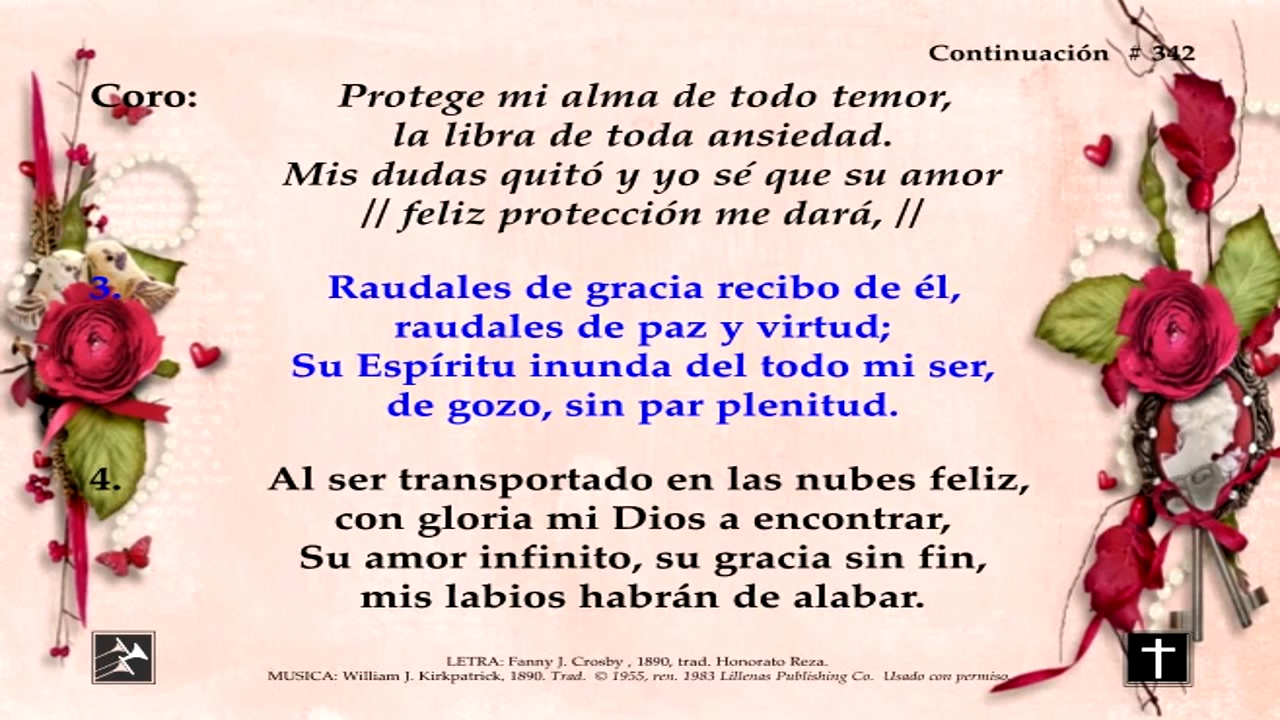 Continuación # 342
Coro: Protege mi alma de todo temor,
la libra de toda ansiedad.
Mis dudas quitó y yo sé que su amor
// feliz protección me dará, //
3. Raudales de gracia recibo de él,
raudales de paz y virtud;
Su Espíritu inunda del todo mi ser,
de gozo, sin par plenitud.
4. Al ser transportado en las nubes feliz,
con gloria mi Dios a encontrar,
Su amor infinito, su gracia sin fin,
mis labios habrán de alabar.
LETRA: Fanny J. Crosby , 1890, trad. Honorato Reza.
MUSICA: William J. Kirkpatrick, 1890. Trad. © 1955, ren. 1983 Lillenas Publishing Co. Usado con permiso.